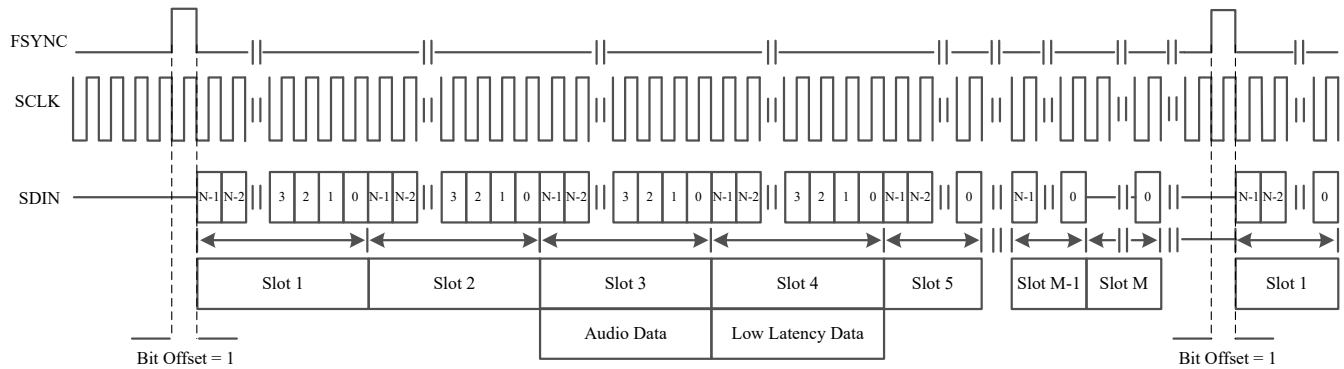 FSYNC
SCLK
SDIN
N-1 N-2 3 2 1 0 N-1 N-2 3 2 1 0 N-1 N-2 3 2 1 0 N-1 N-2 3 2 1 0 N-1 N-2 0 N-1 0 0 N-1 N-2 0
Slot 1 Slot 2 Slot 3 Slot 4 Slot 5 Slot M-1 Slot M Slot 1
Audio Data Low Latency Data
Bit Offset = 1 Bit Offset = 1